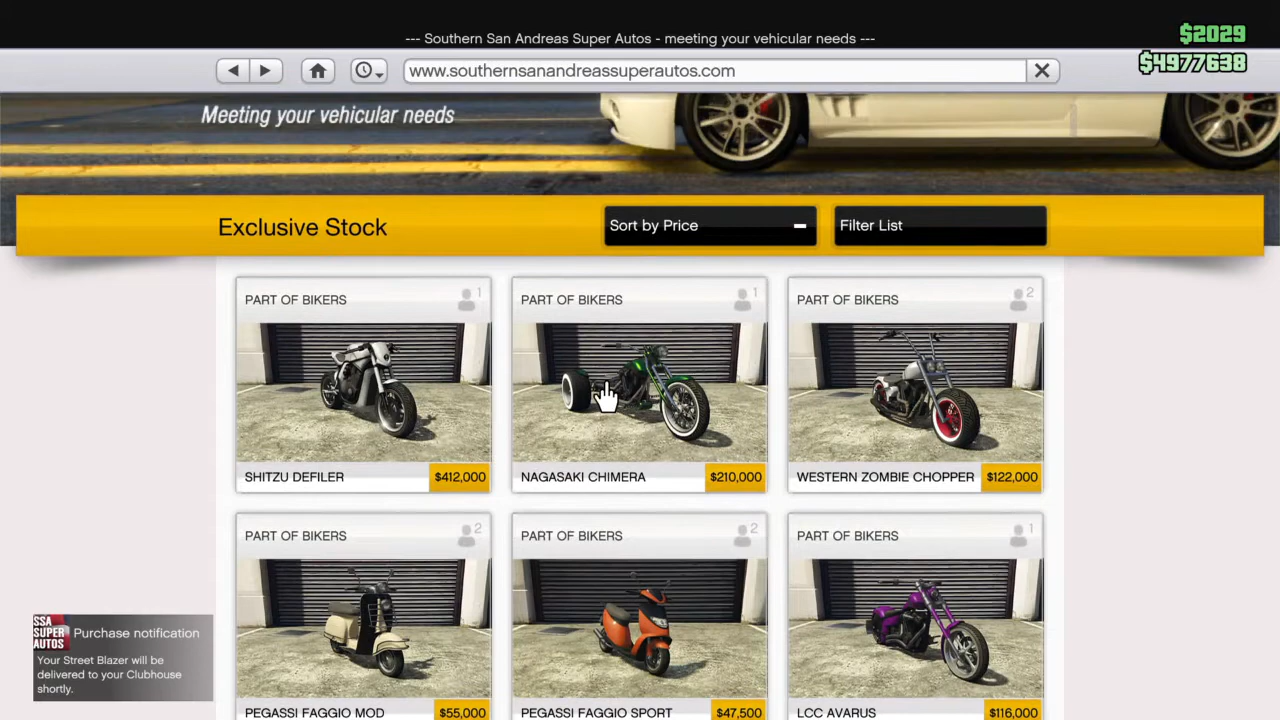 --- Southern San Andreas Super Autos - meeting your vehicular needs ---
$2029
$4977638
www.southernsanandreassuperautos.com
Meeting your vehicular needs
Exclusive Stock
Sort by Price
Filter List
PART OF BIKERS 1
PART OF BIKERS 1
PART OF BIKERS 2
SHITZU DEFILER $412,000
NAGASAKI CHIMERA $210,000
WESTERN ZOMBIE CHOPPER $122,000
PART OF BIKERS 2
PART OF BIKERS 2
PART OF BIKERS 1
PEGASSI FAGGIO MOD $55,000
PEGASSI FAGGIO SPORT $47,500
LCC AVARUS $116,000
SSA
SUPER
AUTOS
Purchase notification
Your Street Blazer will be
delivered to your Clubhouse
shortly.